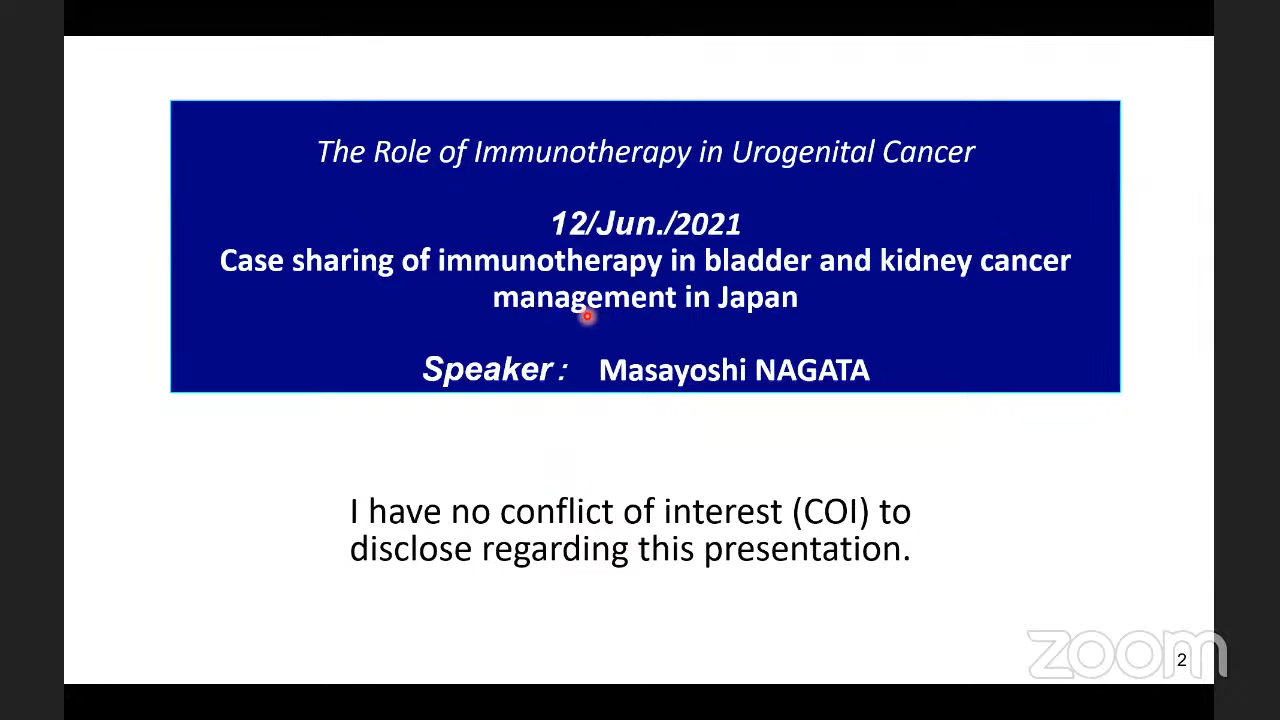 The Role of Immunotherapy in Urogenital Cancer
12/Jun./2021
Case sharing of immunotherapy in bladder and kidney cancer
management in Japan
Speaker： Masayoshi NAGATA
I have no conflict of interest (COI) to
disclose regarding this presentation.
zoom
2